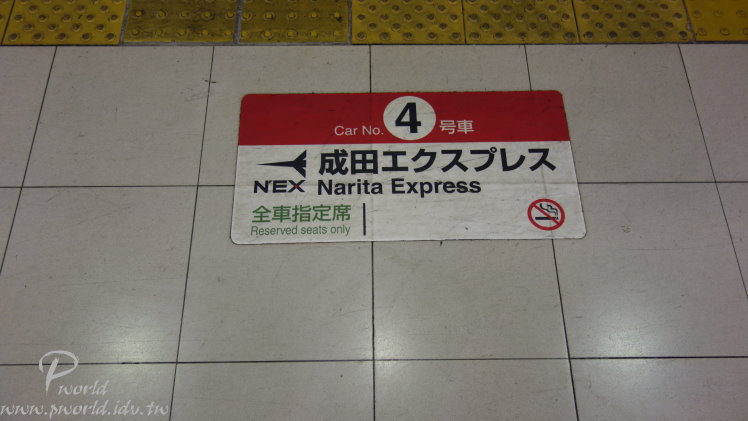 Car No. 4 号車
成田エクスプレス
N'EX Narita Express
全車指定席
Reserved seats only
P world
www.pworld.idv.tw